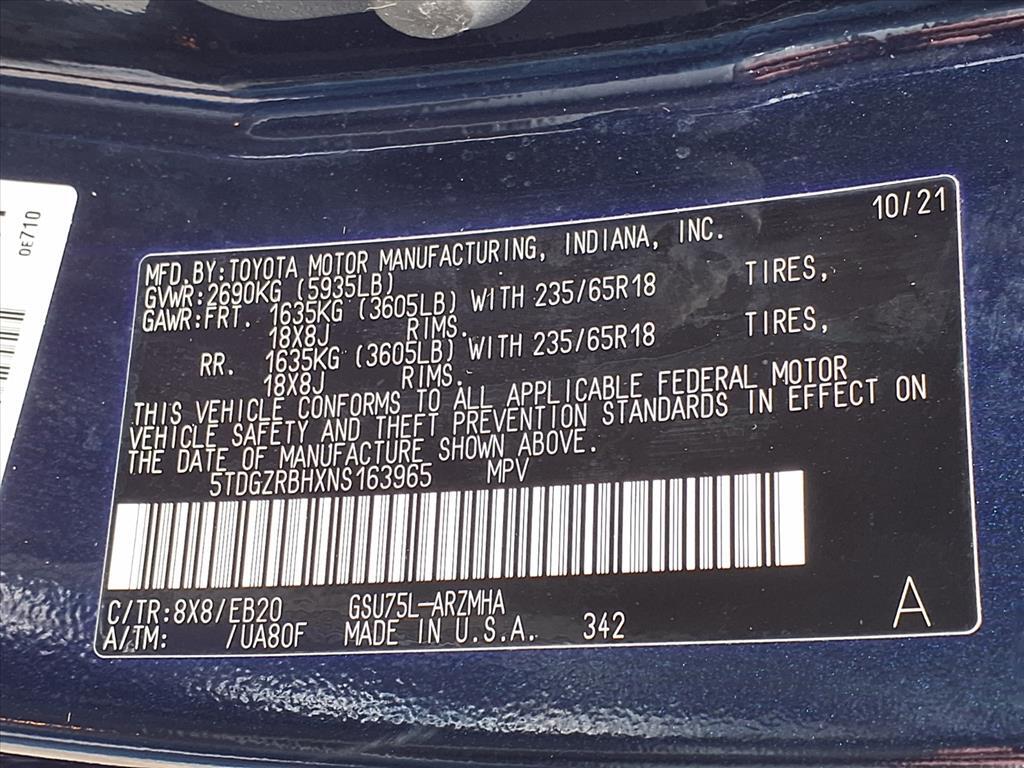 OE710
10/21
MFD.BY:TOYOTA MOTOR MANUFACTURING, INDIANA, INC.
GVWR:2690KG (5935LB)
GAWR:FRT. 1635KG (3605LB) WITH 235/65R18 TIRES,
18X8J RIMS.
RR. 1635KG (3605LB) WITH 235/65R18 TIRES,
18X8J RIMS.
THIS VEHICLE CONFORMS TO ALL APPLICABLE FEDERAL MOTOR
VEHICLE SAFETY AND THEFT PREVENTION STANDARDS IN EFFECT ON
THE DATE OF MANUFACTURE SHOWN ABOVE.
5TDGZRBHXNS163965 MPV
C/TR:8X8/EB20 GSU75L-ARZMHA
A/TM: /UA80F MADE IN U.S.A. 342
A